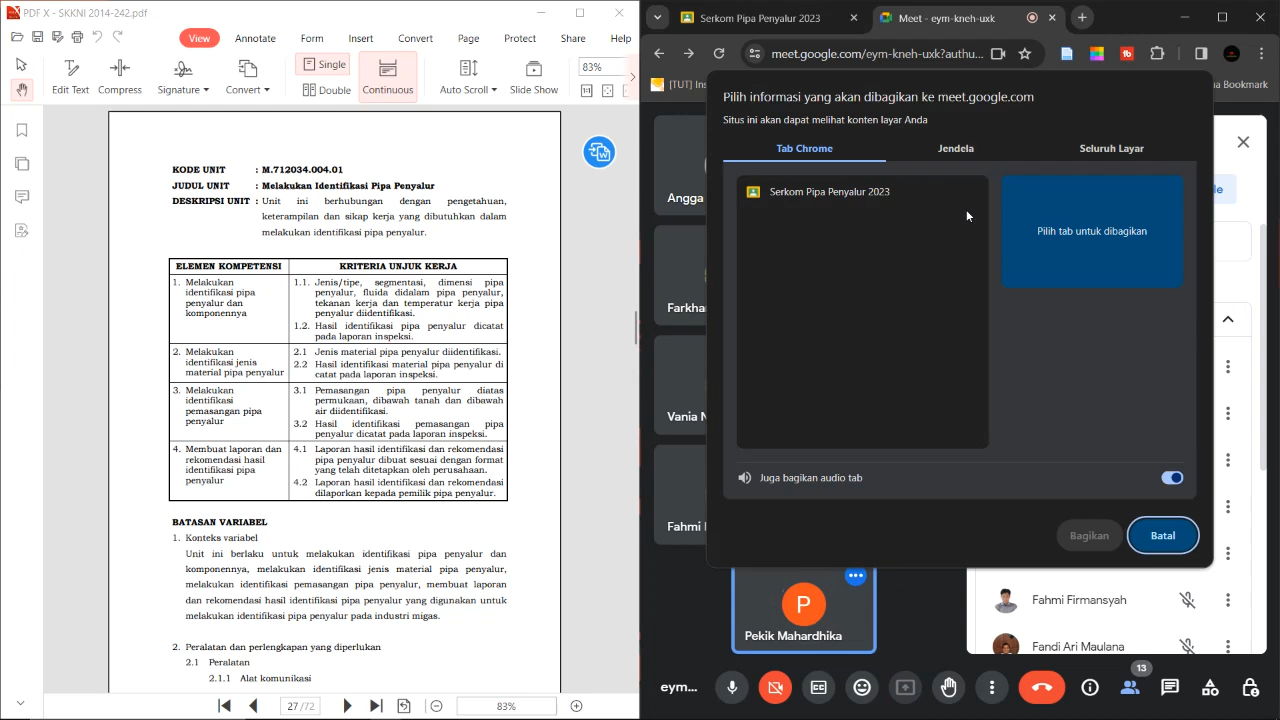 PDF X - SKKNI 2014-242.pdf
View Annotate Form Insert Convert Page Protect Share Help
Edit Text Compress Signature Convert Single Double Continuous Auto Scroll Slide Show 83%
KODE UNIT : M.712034.004.01
JUDUL UNIT : Melakukan Identifikasi Pipa Penyalur
DESKRIPSI UNIT : Unit ini berhubungan dengan pengetahuan,
keterampilan dan sikap kerja yang dibutuhkan dalam
melakukan identifikasi pipa penyalur.
ELEMEN KOMPETENSI
KRITERIA UNJUK KERJA
1. Melakukan
identifikasi pipa
penyalur dan
komponennya
1.1. Jenis/tipe, segmentasi, dimensi pipa
penyalur, fluida didalam pipa penyalur,
tekanan kerja dan temperatur kerja pipa
penyalur diidentifikasi.
1.2. Hasil identifikasi pipa penyalur dicatat
pada laporan inspeksi.
2. Melakukan
identifikasi jenis
material pipa penyalur
2.1 Jenis material pipa penyalur diidentifikasi.
2.2 Hasil identifikasi material pipa penyalur di
catat pada laporan inspeksi.
3. Melakukan
identifikasi
pemasangan pipa
penyalur
3.1 Pemasangan pipa penyalur diatas
permukaan, dibawah tanah dan dibawah
air diidentifikasi.
3.2 Hasil identifikasi pemasangan pipa
penyalur dicatat pada laporan inspeksi.
4. Membuat laporan dan
rekomendasi hasil
identifikasi pipa
penyalur
4.1 Laporan hasil identifikasi dan rekomendasi
pipa penyalur dibuat sesuai dengan format
yang telah ditetapkan oleh perusahaan.
4.2 Laporan hasil identifikasi dan rekomendasi
dilaporkan kepada pemilik pipa penyalur.
BATASAN VARIABEL
1. Konteks variabel
Unit ini berlaku untuk melakukan identifikasi pipa penyalur dan
komponennya, melakukan identifikasi jenis material pipa penyalur,
melakukan identifikasi pemasangan pipa penyalur, membuat laporan
dan rekomendasi hasil identifikasi pipa penyalur yang digunakan untuk
melakukan identifikasi pipa penyalur pada industri migas.
2. Peralatan dan perlengkapan yang diperlukan
2.1 Peralatan
2.1.1 Alat komunikasi
27 /72
83%
Serkom Pipa Penyalur 2023
Meet - eym-kneh-uxk
meet.google.com/eym-kneh-uxk?authu...
[TUT]
a Bookmark
Pilih informasi yang akan dibagikan ke meet.google.com
Situs ini akan dapat melihat konten layar Anda
Tab Chrome Jendela Seluruh Layar
Serkom Pipa Penyalur 2023
Pilih tab untuk dibagikan
Juga bagikan audio tab
Bagikan Batal
Angga
Farkha
Vania N
Fahmi
P
Pekik Mahardhika
Fahmi Firmansyah
Fandi Ari Maulana
eym...
13